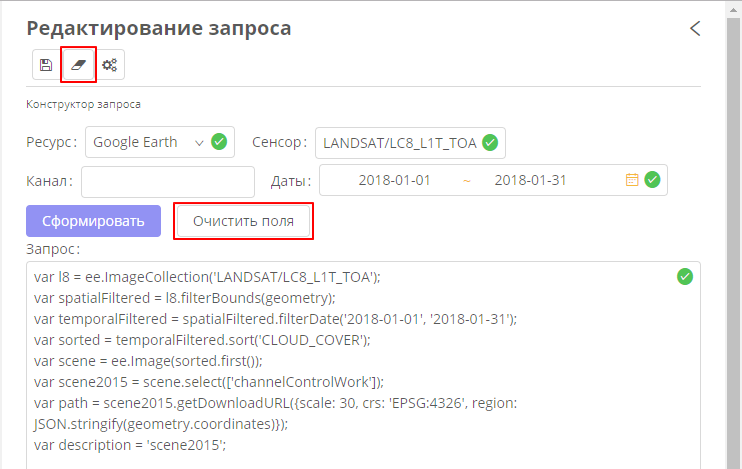 Редактирование запроса
Конструктор запроса
Ресурс: Google Earth Сенсор: LANDSAT/LC8_L1T_TOA
Канал: Даты: 2018-01-01 ~ 2018-01-31
Сформировать Очистить поля
Запрос:
var l8 = ee.ImageCollection('LANDSAT/LC8_L1T_TOA');
var spatialFiltered = l8.filterBounds(geometry);
var temporalFiltered = spatialFiltered.filterDate('2018-01-01', '2018-01-31');
var sorted = temporalFiltered.sort('CLOUD_COVER');
var scene = ee.Image(sorted.first());
var scene2015 = scene.select(['channelControlWork']);
var path = scene2015.getDownloadURL({scale: 30, crs: 'EPSG:4326', region:
JSON.stringify(geometry.coordinates)});
var description = 'scene2015';